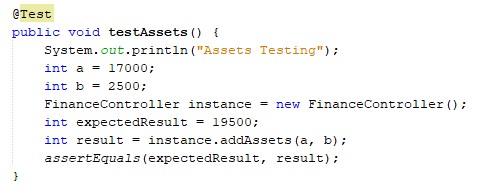 @Test
public void testAssets() {
    System.out.println("Assets Testing");
    int a = 17000;
    int b = 2500;
    FinanceController instance = new FinanceController();
    int expectedResult = 19500;
    int result = instance.addAssets(a, b);
    assertEquals(expectedResult, result);
}